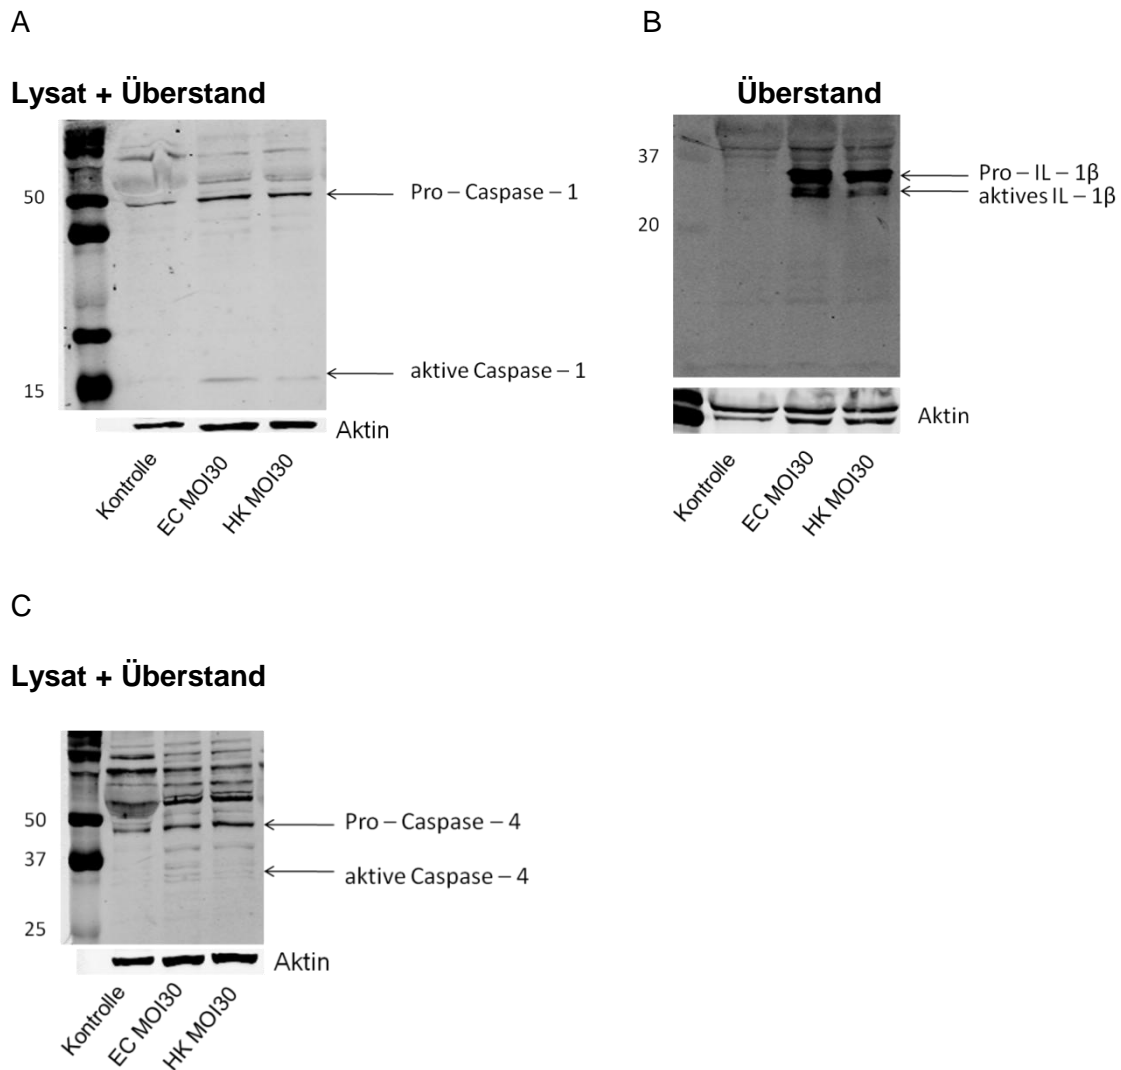 A
Lysat + Überstand
50
15
Pro – Caspase – 1
aktive Caspase – 1
Aktin
Kontrolle
EC MOI30
HK MOI30
B
Überstand
37
20
Pro – IL – 1β
aktives IL – 1β
Aktin
Kontrolle
EC MOI30
HK MOI30
C
Lysat + Überstand
50
37
25
Pro – Caspase – 4
aktive Caspase – 4
Aktin
Kontrolle
EC MOI30
HK MOI30